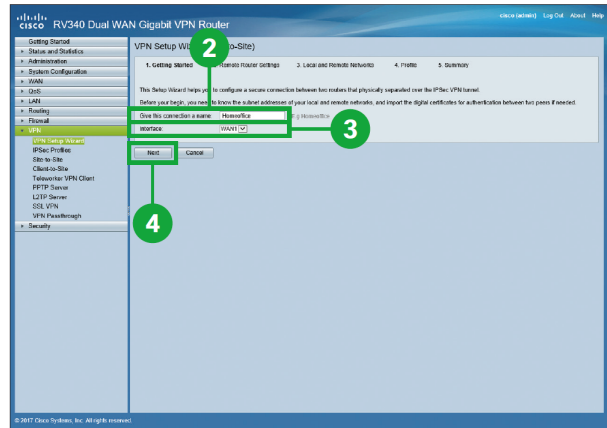 cisco RV340 Dual WAN Gigabit VPN Router
cisco (admin) Log Out About Help
Getting Started
Status and Statistics
Administration
System Configuration
WAN
QoS
LAN
Routing
Firewall
VPN
VPN Setup Wizard
IPSec Profiles
Site-to-Site
Client-to-Site
Teleworker VPN Client
PPTP Server
L2TP Server
SSL VPN
VPN Passthrough
Security
VPN Setup Wi to-Site)
2
1. Getting Started Remote Router Settings 3. Local and Remote Networks 4. Profile 5. Summary
This Setup Wizard helps you to configure a secure connection between two routers that physically separated over the IPSec VPN tunnel.
Before your begin, you need to know the subnet addresses of your local and remote networks, and import the digital certificates for authentication between two peers if needed.
Give this connection a name: Homeoffice E.g Homeoffice
Interface: WAN1
3
Next Cancel
4
© 2017 Cisco Systems, Inc. All rights reserved.